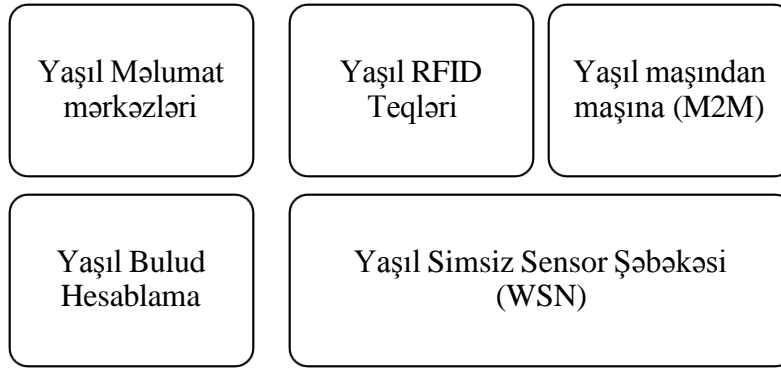 Yaşıl Məlumat
mərkəzləri
Yaşıl RFID
Teqləri
Yaşıl maşından
maşına (M2M)
Yaşıl Bulud
Hesablama
Yaşıl Simsiz Sensor Şəbəkəsi
(WSN)